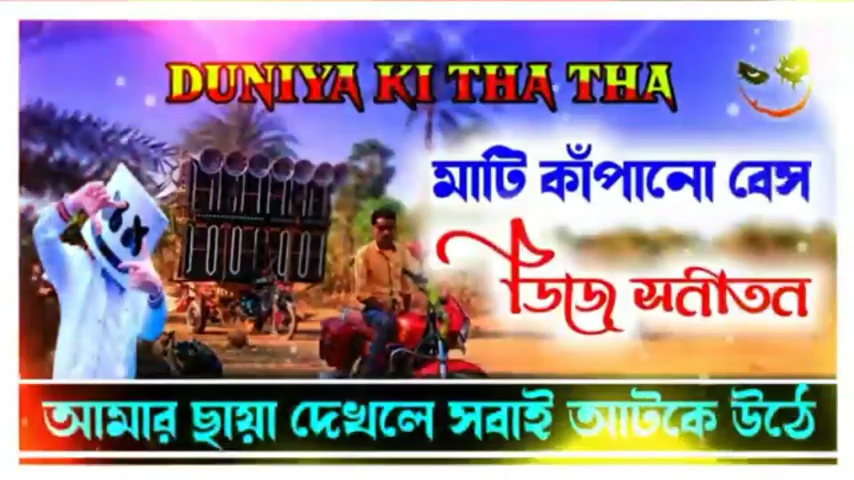 DUNIYA KI THA THA
মাটি কাঁপানো বেস
ডিজে সনাতন
আমার ছায়া দেখলে সবাই আটকে উঠে